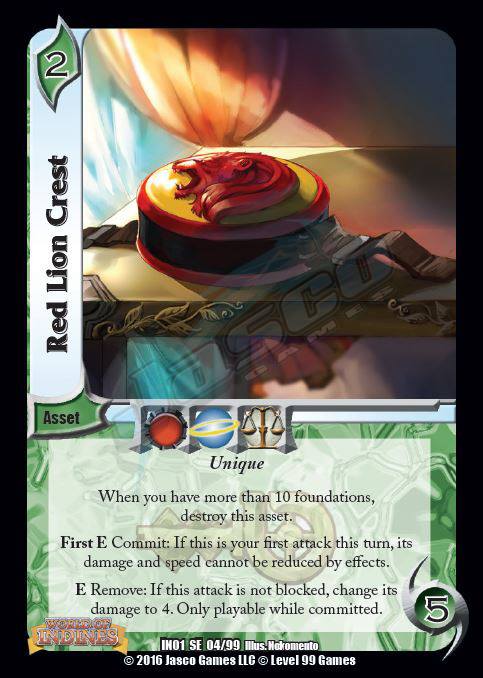 2
Red Lion Crest
JASCO
GAMES
Asset
Unique
When you have more than 10 foundations,
destroy this asset.
First E Commit: If this is your first attack this turn, its
damage and speed cannot be reduced by effects.
E Remove: If this attack is not blocked, change its
damage to 4. Only playable while committed.
5
WORLD OF
INDINES
IN01 SE 04/99 Illus. Nokomento
© 2016 Jasco Games LLC © Level 99 Games